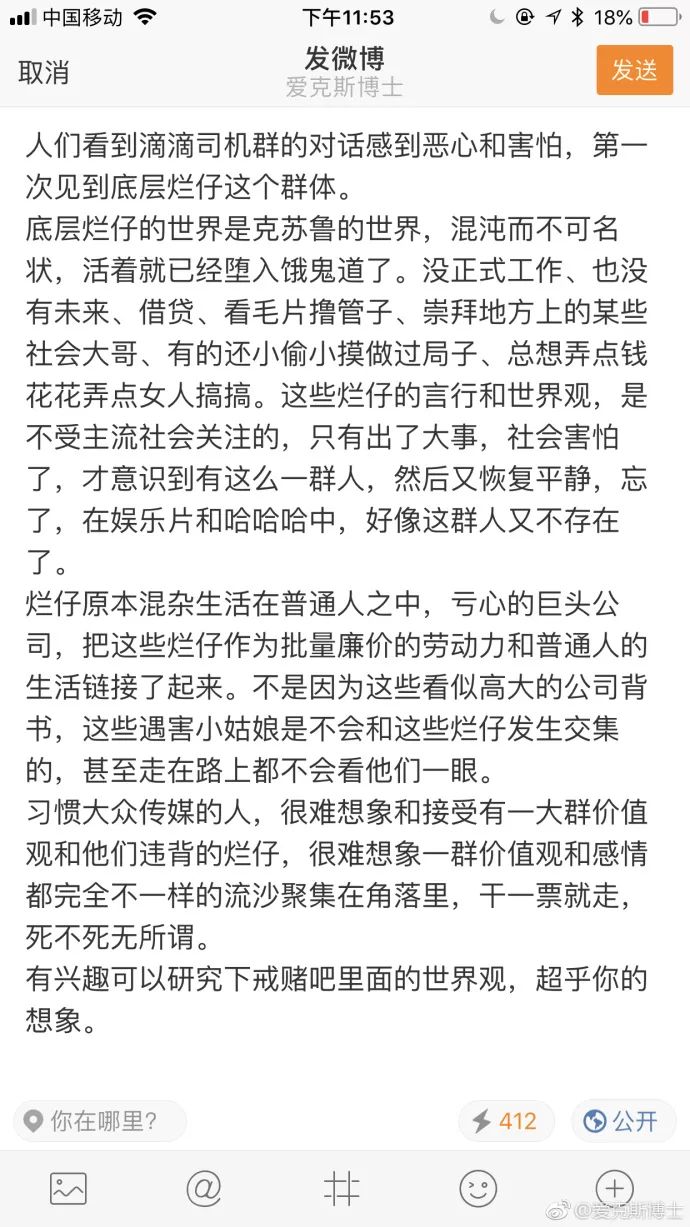 中国移动
下午11:53
18%
取消
发微博
爱克斯博士
发送
人们看到滴滴司机群的对话感到恶心和害怕，第一
次见到底层烂仔这个群体。
底层烂仔的世界是克苏鲁的世界，混沌而不可名
状，活着就已经堕入饿鬼道了。没正式工作、也没
有未来、借贷、看毛片撸管子、崇拜地方上的某些
社会大哥、有的还小偷小摸做过局子、总想弄点钱
花花弄点女人搞搞。这些烂仔的言行和世界观，是
不受主流社会关注的，只有出了大事，社会害怕
了，才意识到有这么一群人，然后又恢复平静，忘
了，在娱乐片和哈哈哈中，好像这群人又不存在
了。
烂仔原本混杂生活在普通人之中，亏心的巨头公
司，把这些烂仔作为批量廉价的劳动力和普通人的
生活链接了起来。不是因为这些看似高大的公司背
书，这些遇害小姑娘是不会和这些烂仔发生交集
的，甚至走在路上都不会看他们一眼。
习惯大众传媒的人，很难想象和接受有一大群价值
观和他们违背的烂仔，很难想象一群价值观和感情
都完全不一样的流沙聚集在角落里，干一票就走，
死不死无所谓。
有兴趣可以研究下戒赌吧里面的世界观，超乎你的
想象。
你在哪里?
412
公开
@爱克斯博士